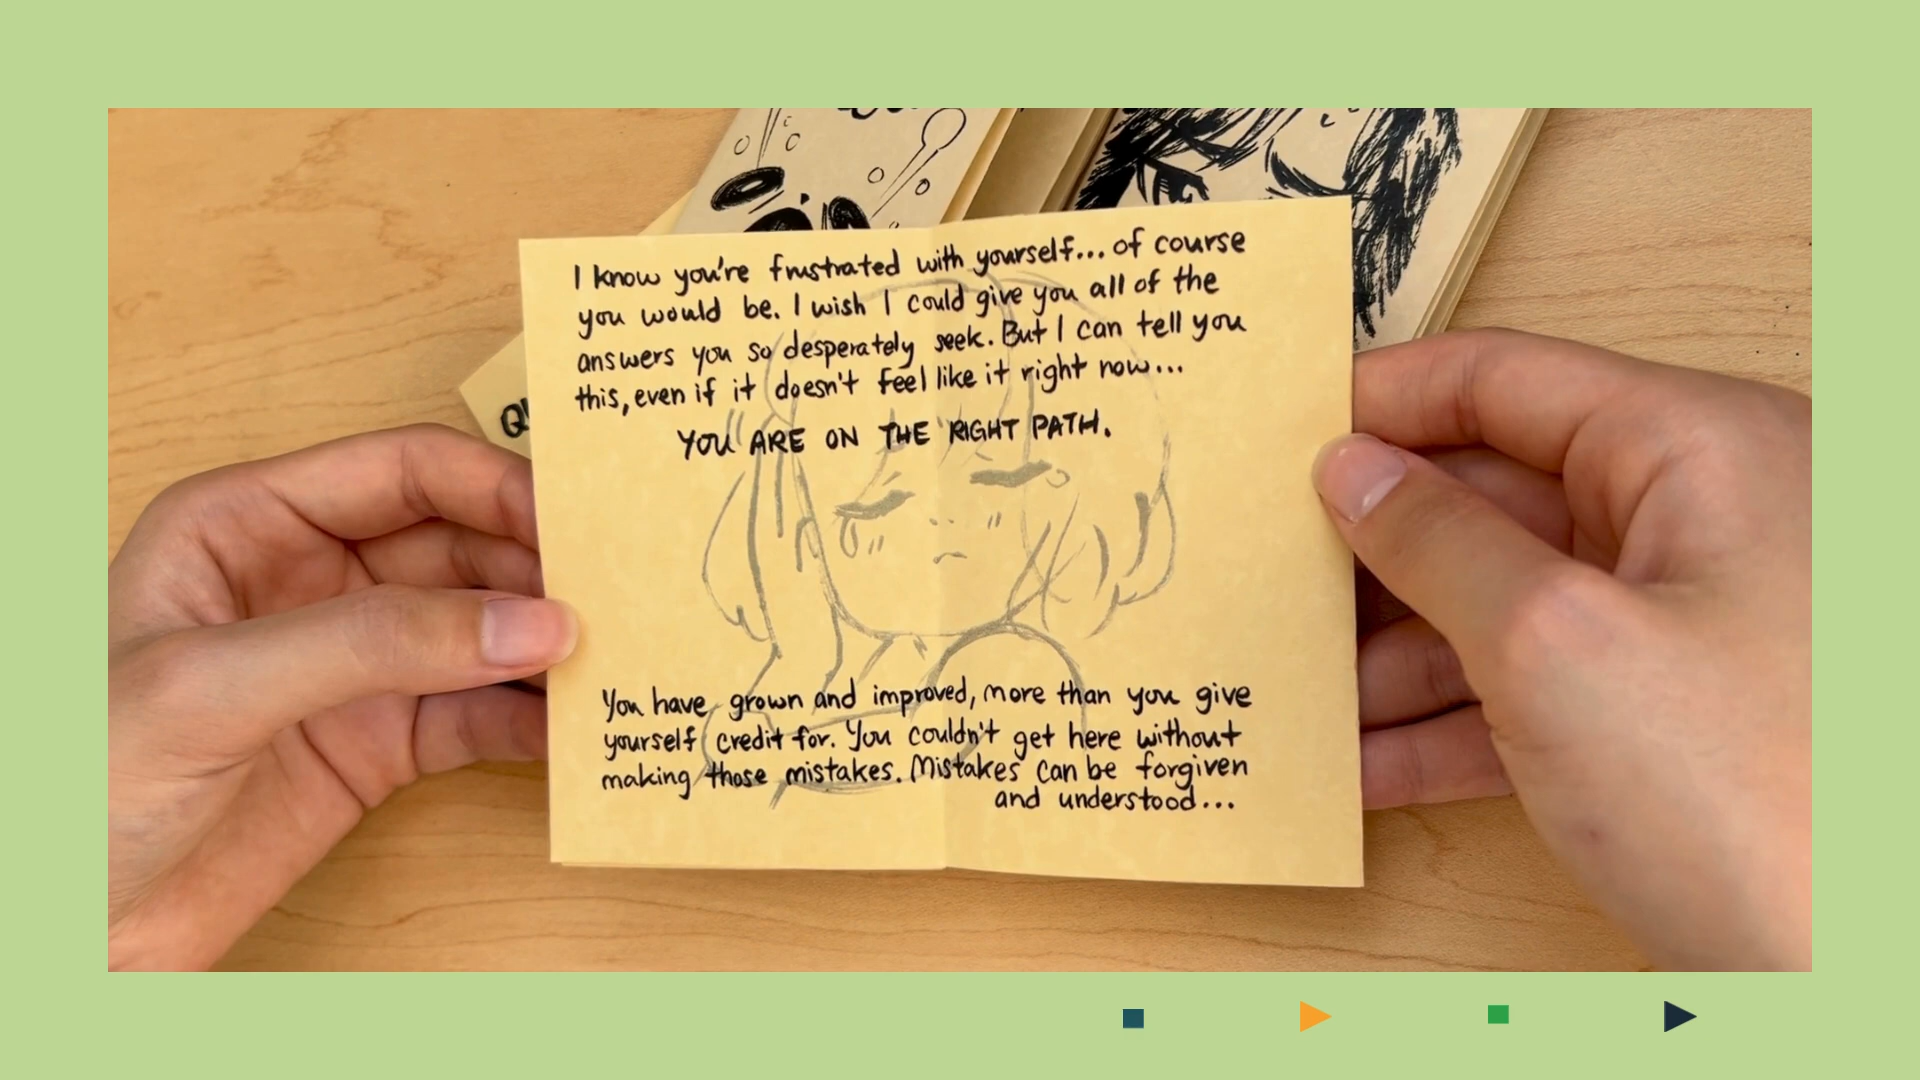 I know you're frustrated with yourself... of course
you would be. I wish I could give you all of the
answers you so desperately seek. But I can tell you
this, even if it doesn't feel like it right now...
YOU ARE ON THE RIGHT PATH.
You have grown and improved, more than you give
yourself credit for. You couldn't get here without
making those mistakes. Mistakes can be forgiven
and understood...